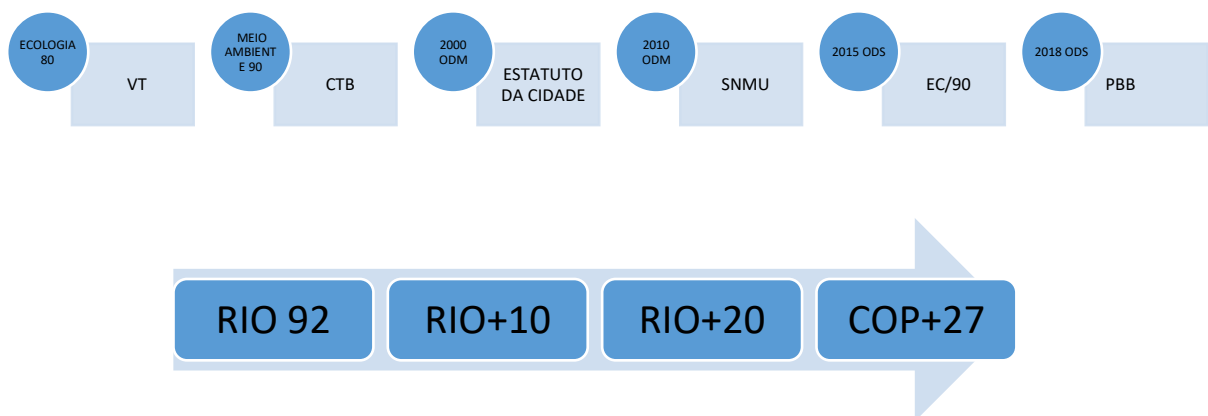 ECOLOGIA
80
VT
MEIO
AMBIENT
E 90
CTB
2000
ODM
ESTATUTO
DA CIDADE
2010
ODM
SNMU
2015 ODS
EC/90
2018 ODS
PBB
RIO 92
RIO+10
RIO+20
COP+27